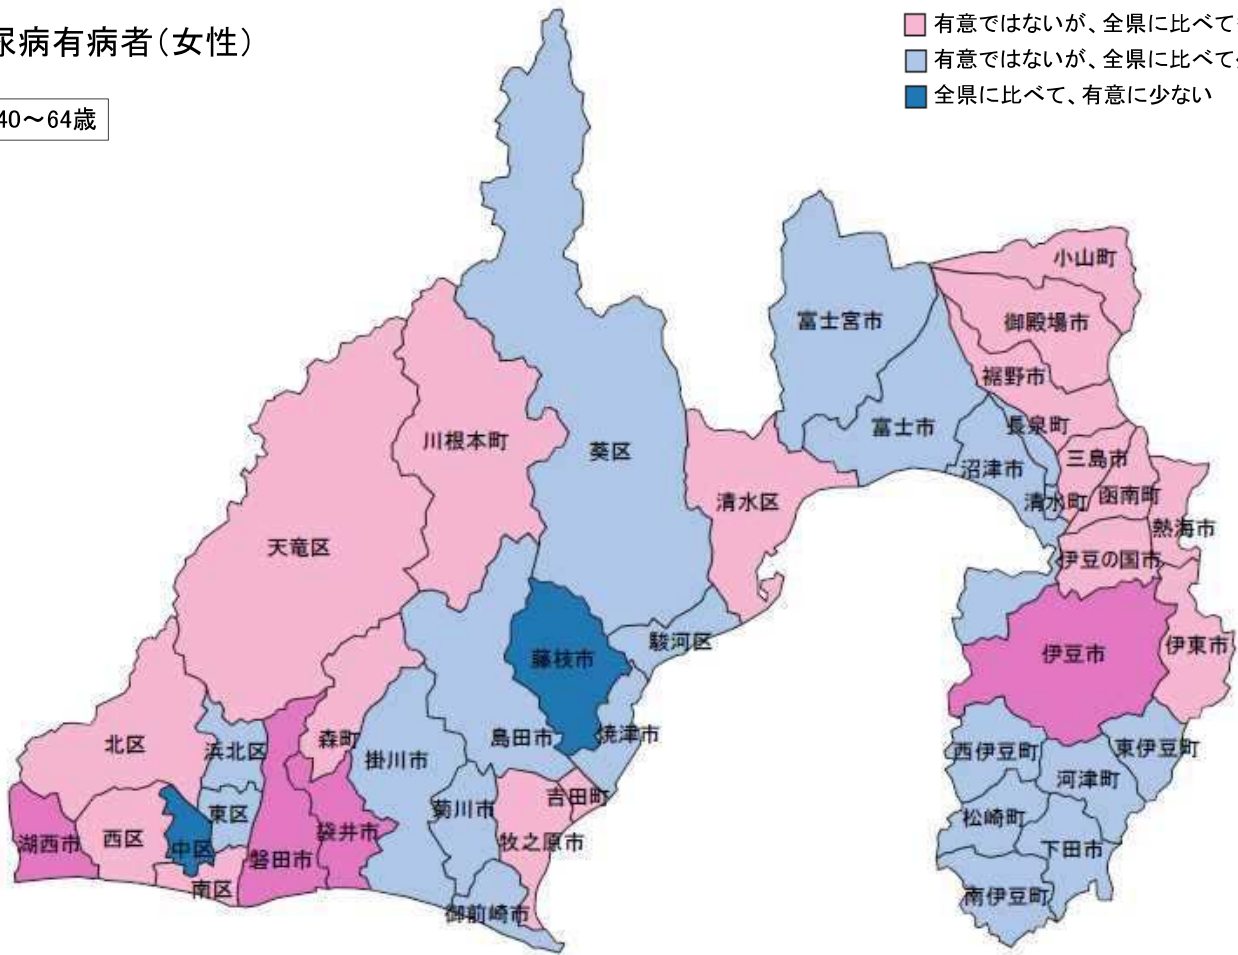 尿病有病者(女性)
40～64歳
有意ではないが、全県に比べて
有意ではないが、全県に比べて
全県に比べて、有意に少ない
小山町
御殿場市
富士宮市
裾野市
長泉町
富士市
川根本町
葵区
三島市
沼津市
函南町
清水町
清水区
熱海市
天竜区
伊豆の国市
駿河区
伊東市
伊豆市
藤枝市
焼津市
島田市
森町
北区
浜北区
掛川市
西伊豆町
東伊豆町
河津町
吉田町
菊川市
東区
松崎町
袋井市
西区
湖西市
牧之原市
中区
下田市
磐田市
南区
南伊豆町
御前崎市